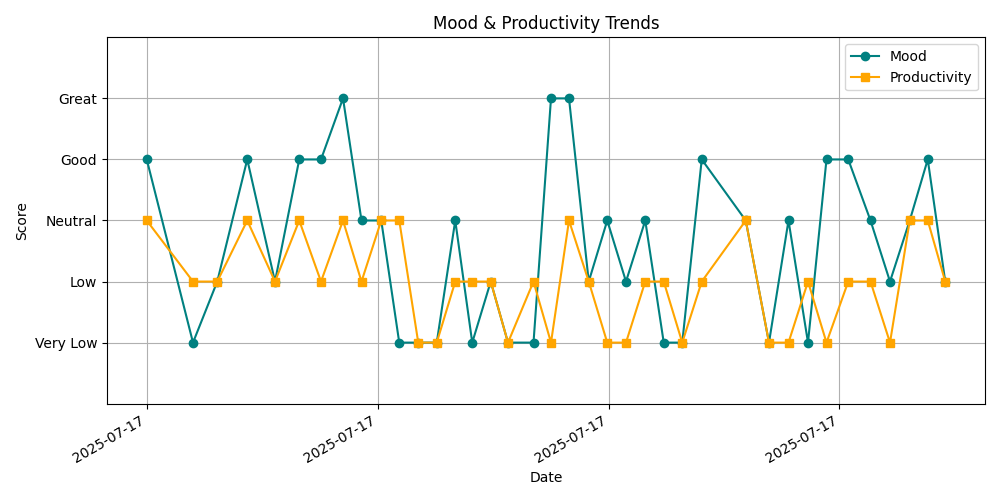 Mood & Productivity Trends
Mood
Productivity
Great
Good
Neutral
Low
Very Low
Score
2025-07-17
2025-07-17
2025-07-17
2025-07-17
Date